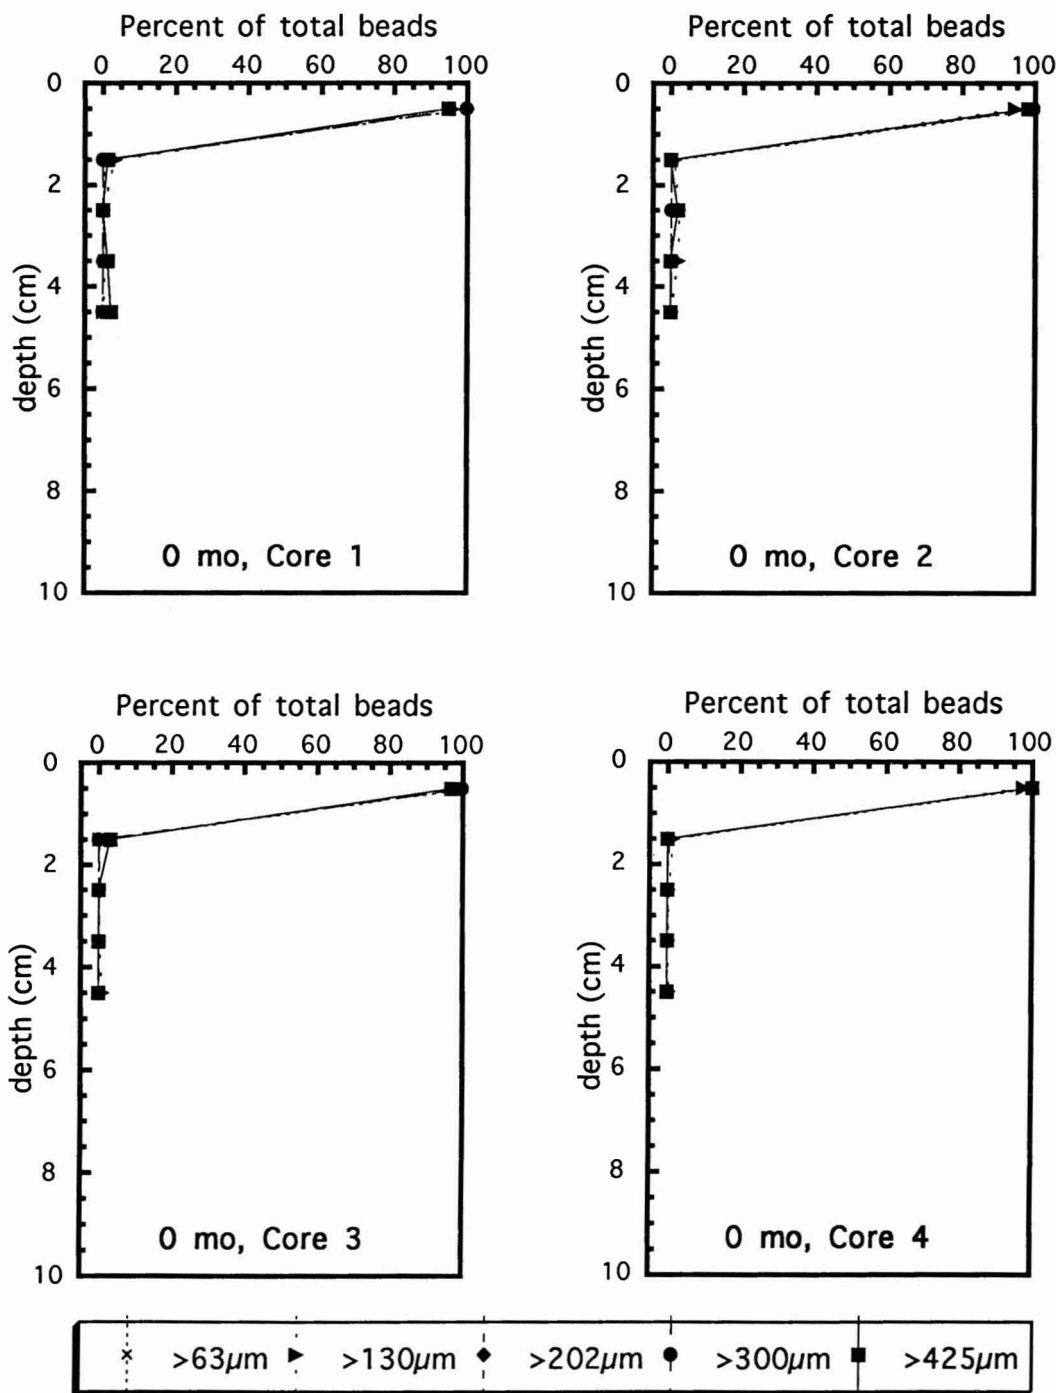 Percent of total beads
0 20 40 60 80 100
0
2
4
6
8
10
depth (cm)
0 mo, Core 1
Percent of total beads
0 20 40 60 80 100
0
2
4
6
8
10
depth (cm)
0 mo, Core 2
Percent of total beads
0 20 40 60 80 100
0
2
4
6
8
10
depth (cm)
0 mo, Core 3
Percent of total beads
0 20 40 60 80 100
0
2
4
6
8
10
depth (cm)
0 mo, Core 4
>63µm >130µm >202µm >300µm >425µm